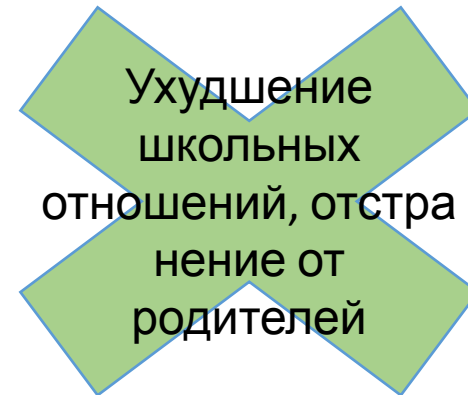 Ухудшение
школьных
отношений, отстра
нение от
родителей